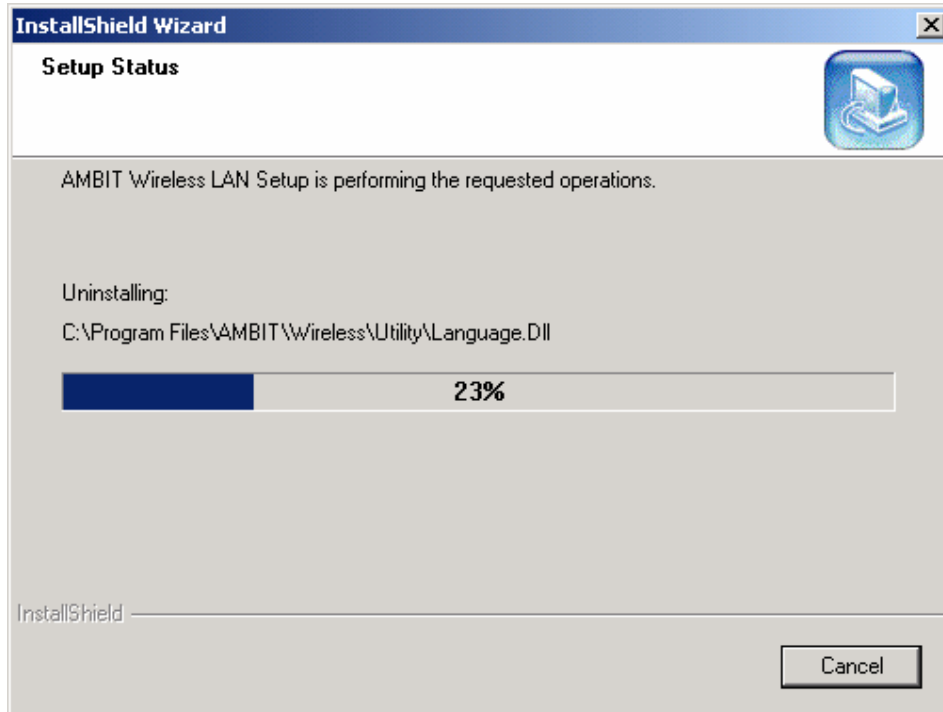 InstallShield Wizard
Setup Status
AMBIT Wireless LAN Setup is performing the requested operations.
Uninstalling:
C:\Program Files\AMBIT\Wireless\Utility\Language.Dll
23%
InstallShield
Cancel